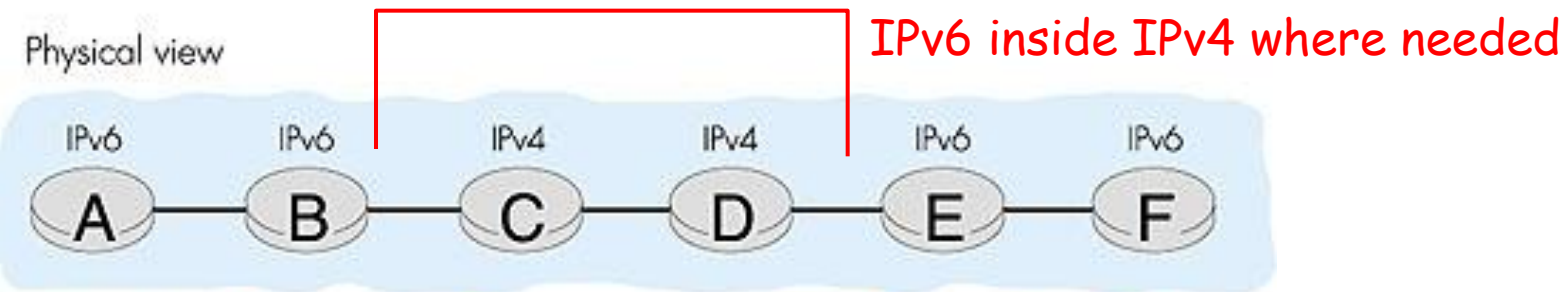 IPv6 inside IPv4 where needed
Physical view
IPv6 IPv6 IPv4 IPv4 IPv6 IPv6
A B C D E F